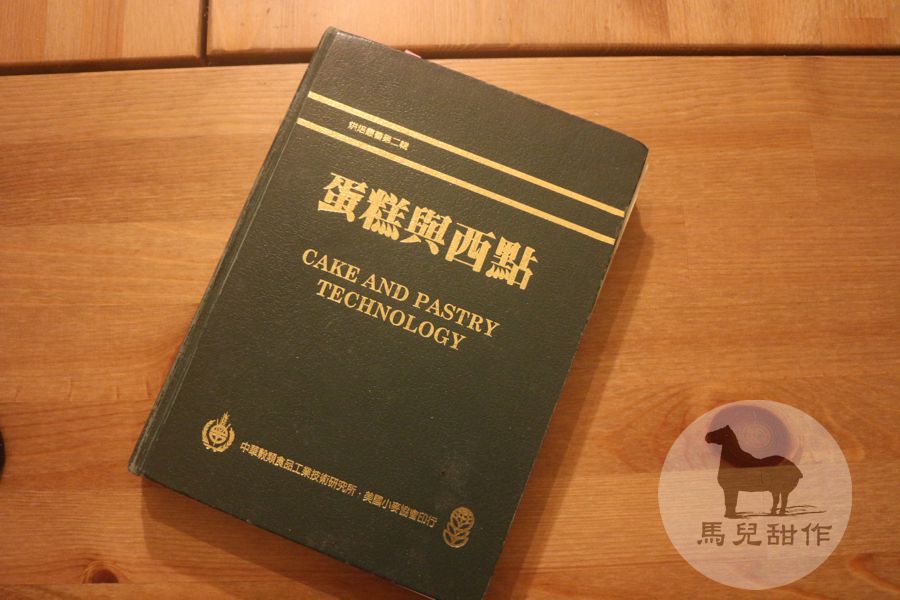 烘焙叢書第二號
蛋糕與西點
CAKE AND PASTRY
TECHNOLOGY
中華穀類食品工業技術研究所・美國小麥協會印行
馬兒甜作